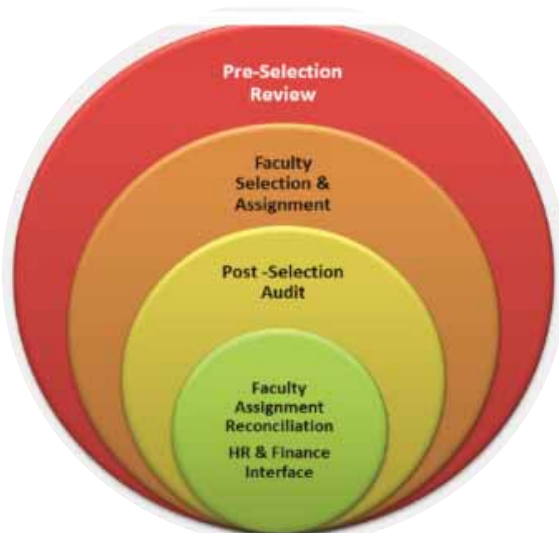 Pre-Selection
Review
Faculty
Selection &
Assignment
Post -Selection
Audit
Faculty
Assignment
Reconciliation
HR & Finance
Interface